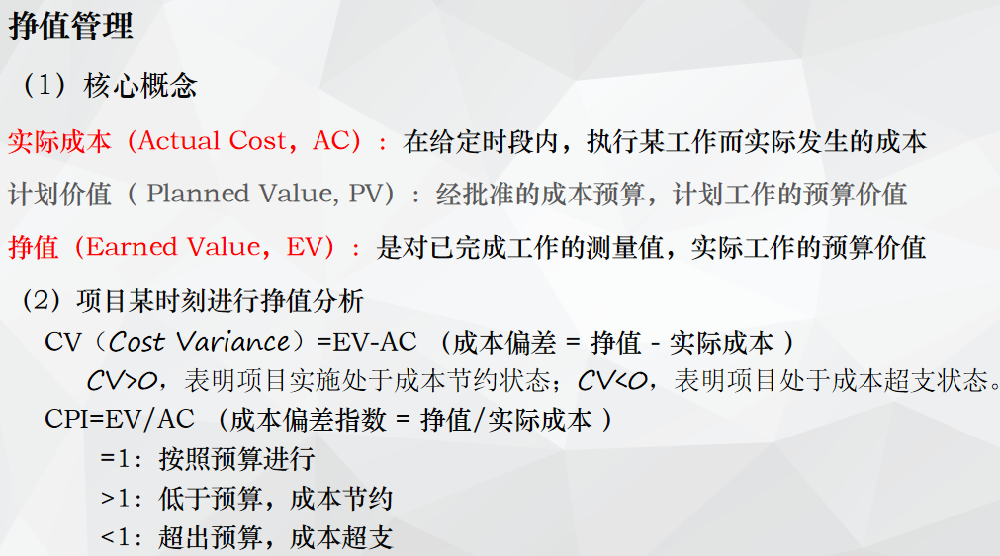 挣值管理
（1）核心概念
实际成本（Actual Cost，AC）：在给定时段内，执行某工作而实际发生的成本
计划价值（ Planned Value, PV）：经批准的成本预算，计划工作的预算价值
挣值（Earned Value，EV）：是对已完成工作的测量值，实际工作的预算价值
（2）项目某时刻进行挣值分析
CV（Cost Variance）=EV-AC （成本偏差 = 挣值 - 实际成本 ）
CV>0，表明项目实施处于成本节约状态；CV<0，表明项目处于成本超支状态。
CPI=EV/AC （成本偏差指数 = 挣值/实际成本 ）
=1：按照预算进行
>1：低于预算，成本节约
<1：超出预算，成本超支